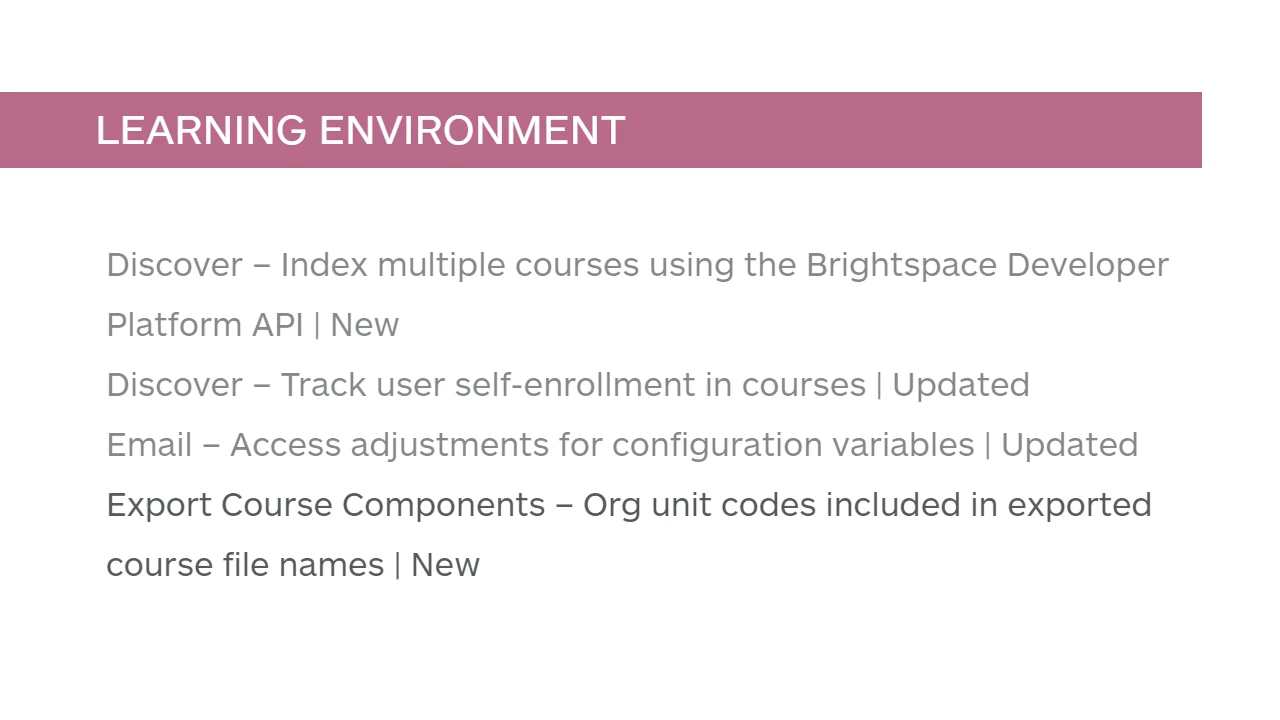 LEARNING ENVIRONMENT
Discover – Index multiple courses using the Brightspace Developer
Platform API | New
Discover – Track user self-enrollment in courses | Updated
Email – Access adjustments for configuration variables | Updated
Export Course Components – Org unit codes included in exported
course file names | New